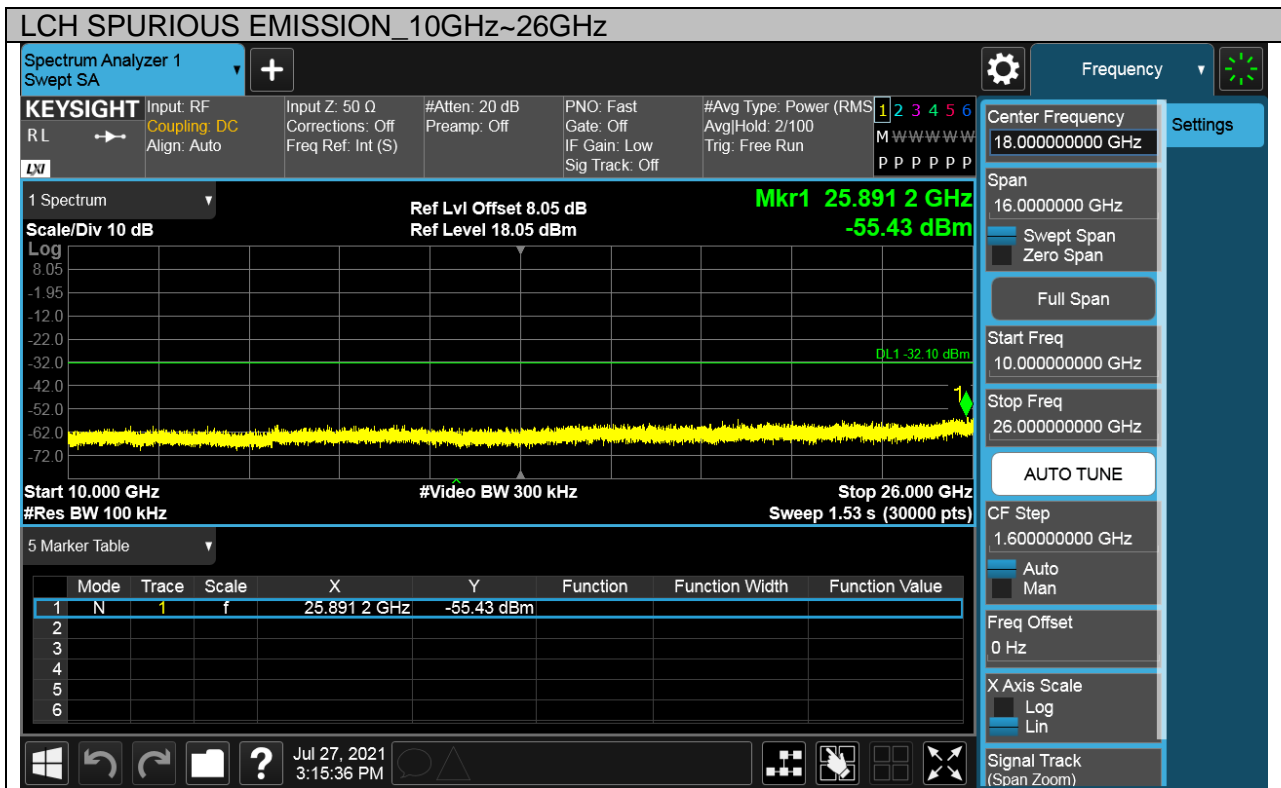 LCH SPURIOUS EMISSION_10GHz~26GHz
Spectrum Analyzer 1
Swept SA
+
Frequency
KEYSIGHT
RL
LXI
Input: RF
Coupling: DC
Align: Auto
Input Z: 50 Ω
Corrections: Off
Freq Ref: Int (S)
#Atten: 20 dB
Preamp: Off
PNO: Fast
Gate: Off
IF Gain: Low
Sig Track: Off
#Avg Type: Power (RMS
Avg|Hold: 2/100
Trig: Free Run
1 2 3 4 5 6
M W W W W W
P P P P P P
1 Spectrum
Scale/Div 10 dB
Ref Lvl Offset 8.05 dB
Ref Level 18.05 dBm
Mkr1 25.891 2 GHz
-55.43 dBm
Log
8.05
-1.95
-12.0
-22.0
-32.0
-42.0
-52.0
-62.0
-72.0
DL1 -32.10 dBm
1
Start 10.000 GHz
#Video BW 300 kHz
Stop 26.000 GHz
#Res BW 100 kHz
Sweep 1.53 s (30000 pts)
5 Marker Table
Mode Trace Scale X Y Function Function Width Function Value
1 N 1 f 25.891 2 GHz -55.43 dBm
2
3
4
5
6
?
Jul 27, 2021
3:15:36 PM
Center Frequency
18.000000000 GHz
Settings
Span
16.0000000 GHz
Swept Span
Zero Span
Full Span
Start Freq
10.000000000 GHz
Stop Freq
26.000000000 GHz
AUTO TUNE
CF Step
1.600000000 GHz
Auto
Man
Freq Offset
0 Hz
X Axis Scale
Log
Lin
Signal Track
(Span Zoom)